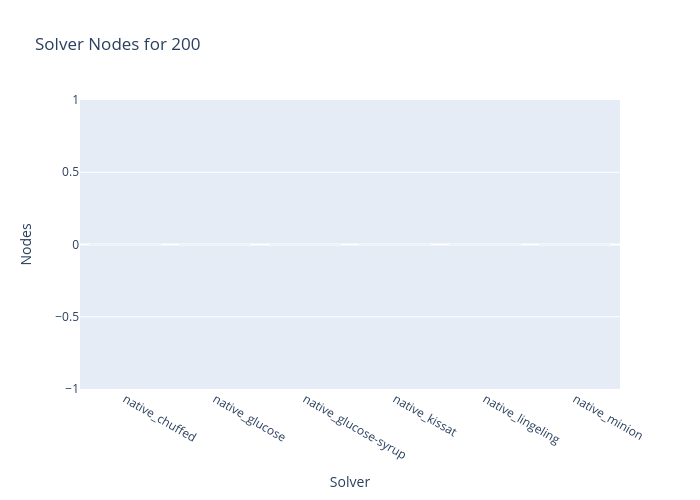 Solver Nodes for 200
1
0.5
0
−0.5
−1
Nodes
native_chuffed
native_glucose
native_glucose-syrup
native_kissat
native_lingeling
native_minion
Solver